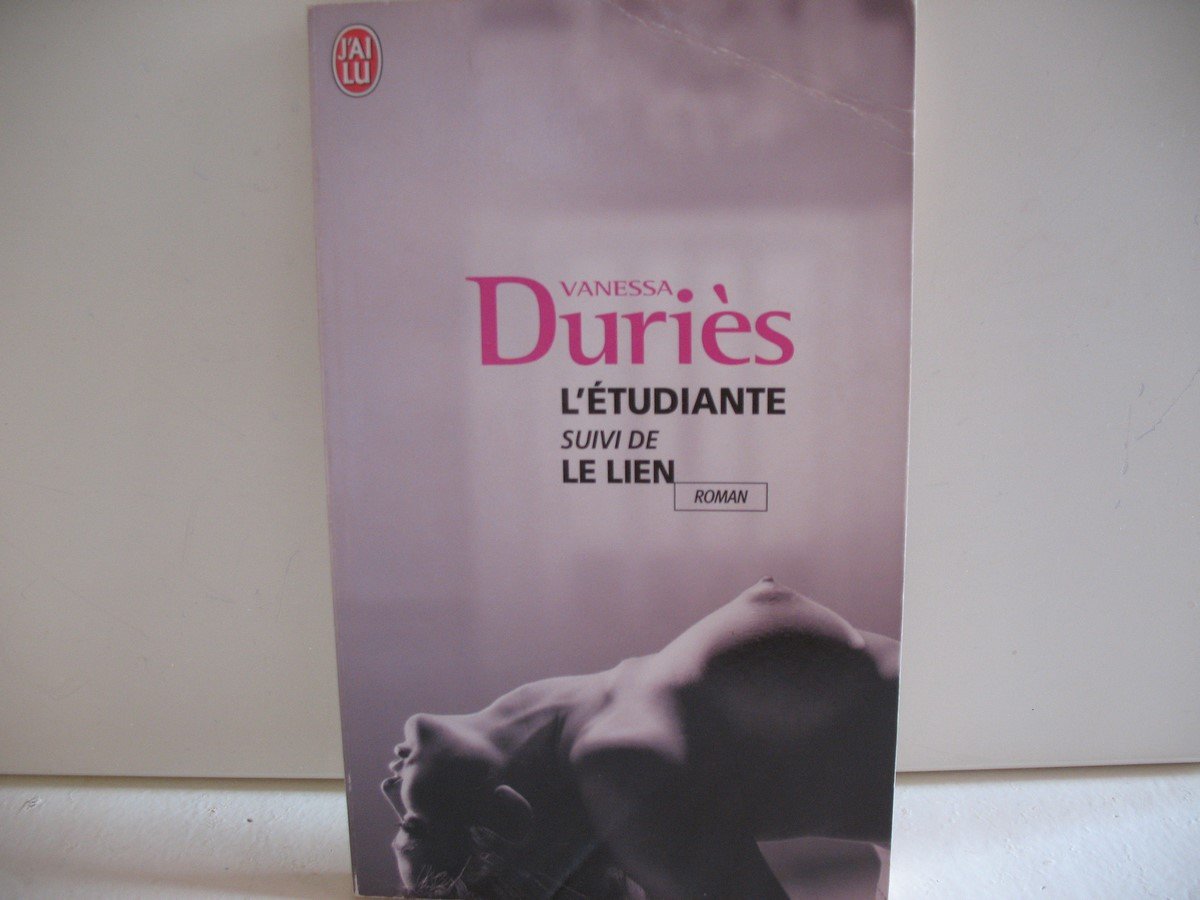 J'AI
LU
VANESSA
Duriès
L'ÉTUDIANTE
SUIVI DE
LE LIEN
ROMAN